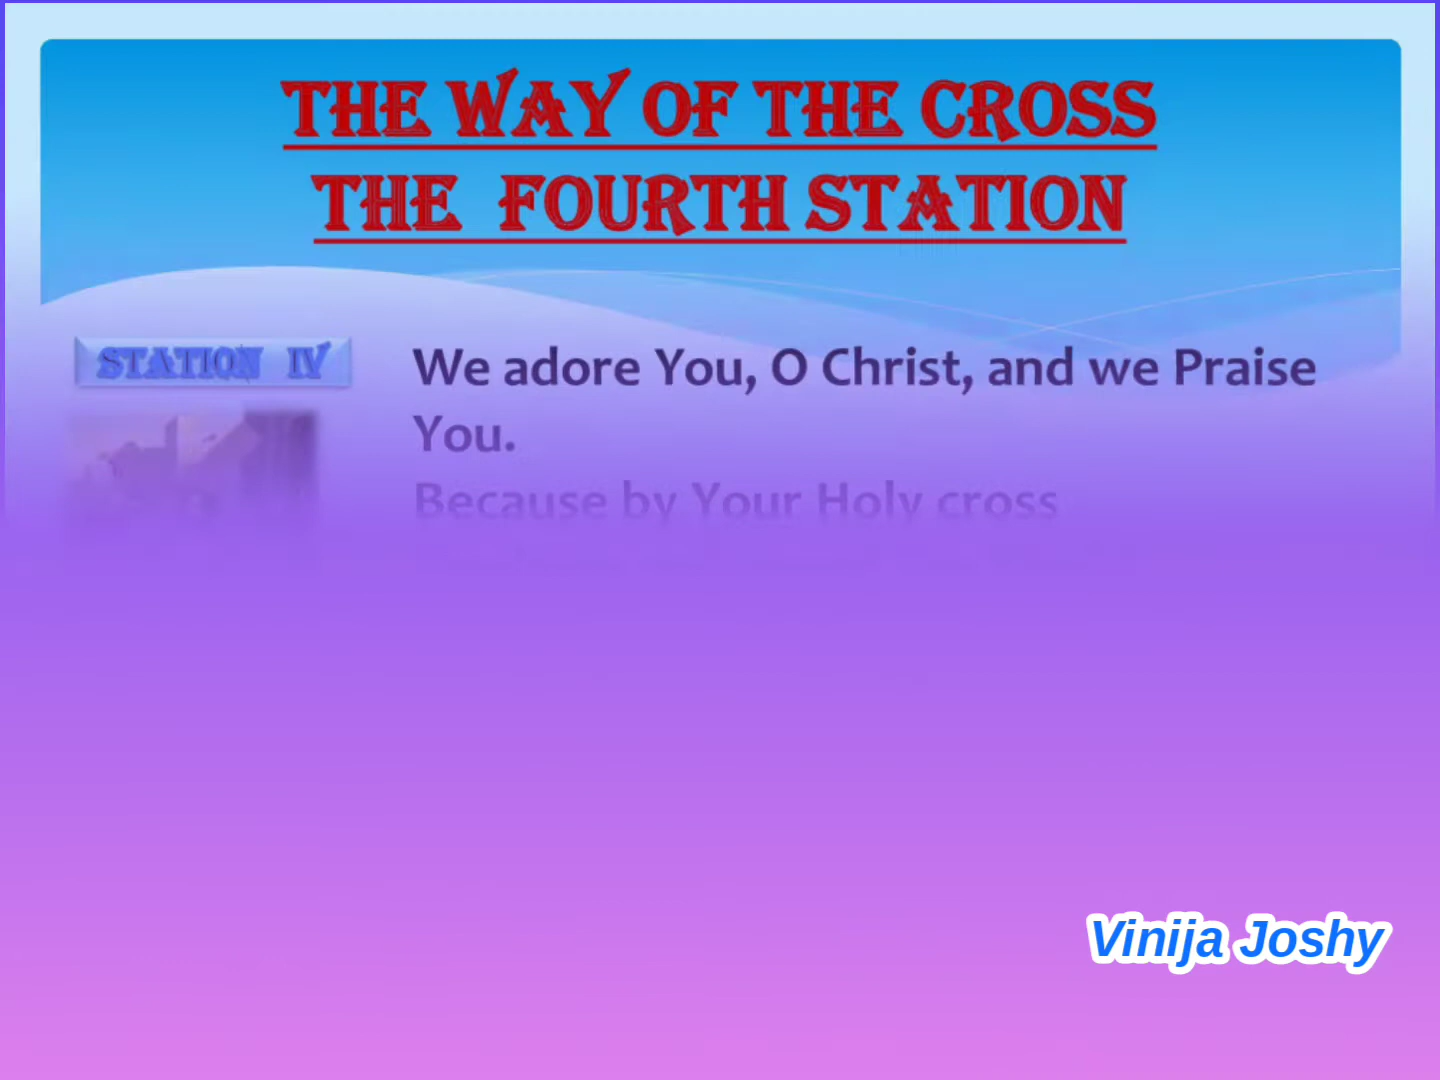 THE WAY OF THE CROSS
THE FOURTH STATION
STATION IV
We adore You, O Christ, and we Praise
You.
Because by Your Holy cross
Vinija Joshy